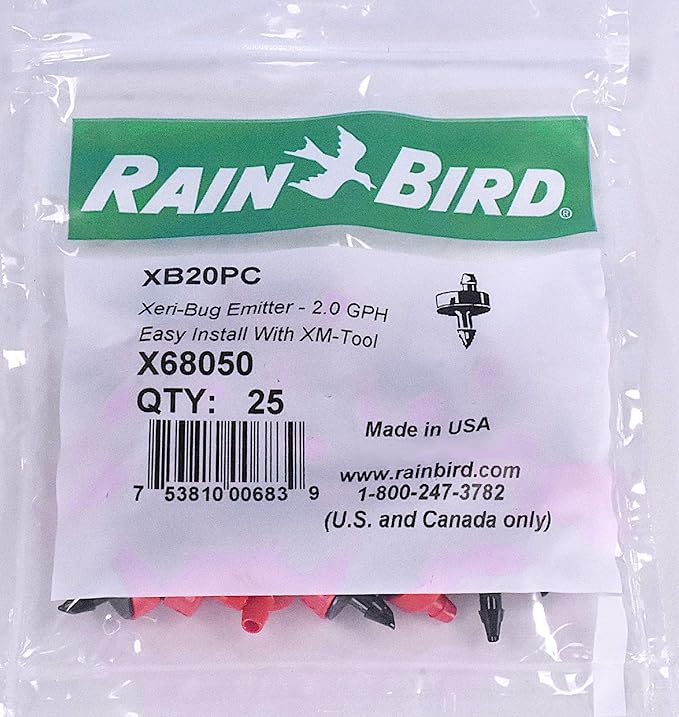 RAIN BIRD®
XB20PC
Xeri-Bug Emitter - 2.0 GPH
Easy Install With XM-Tool
X68050
QTY: 25
Made in USA
7 53810 00683 9
www.rainbird.com
1-800-247-3782
(U.S. and Canada only)